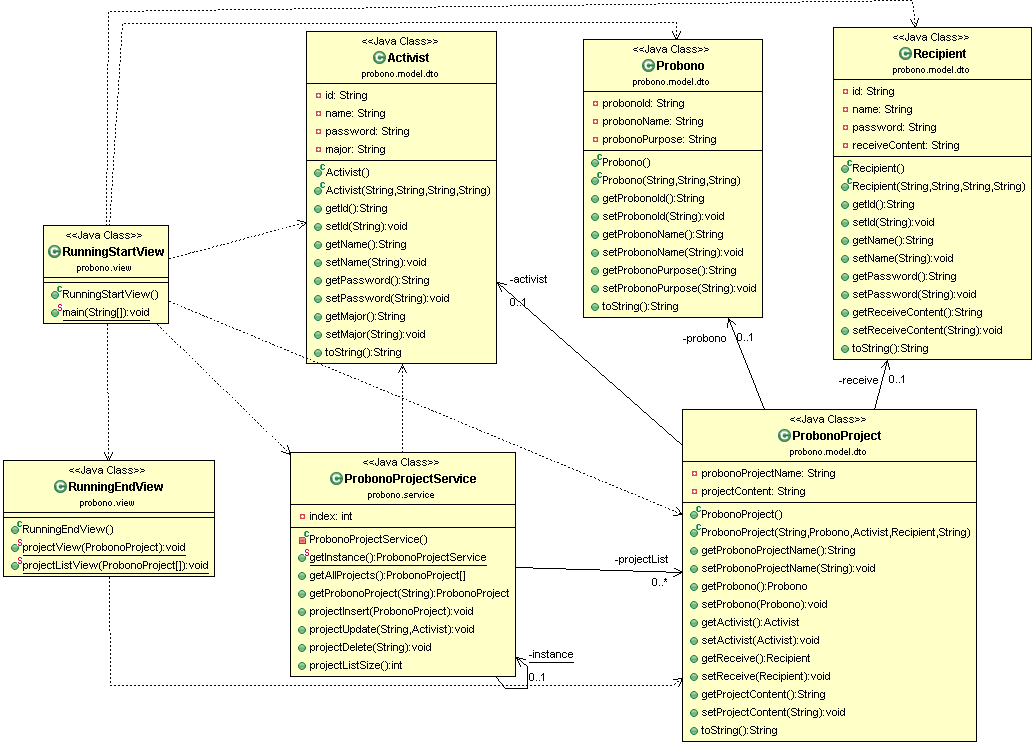 <<Java Class>>
Activist
probono.model.dto
id: String
name: String
password: String
major: String
Activist()
Activist(String,String,String,String)
getId():String
setId(String):void
getName():String
setName(String):void
getPassword():String
setPassword(String):void
getMajor():String
setMajor(String):void
toString():String
<<Java Class>>
Probono
probono.model.dto
probonoId: String
probonoName: String
probonoPurpose: String
Probono()
Probono(String,String,String)
getProbonoId():String
setProbonoId(String):void
getProbonoName():String
setProbonoName(String):void
getProbonoPurpose():String
setProbonoPurpose(String):void
toString():String
<<Java Class>>
Recipient
probono.model.dto
id: String
name: String
password: String
receiveContent: String
Recipient()
Recipient(String,String,String,String)
getId():String
setId(String):void
getName():String
setName(String):void
getPassword():String
setPassword(String):void
getReceiveContent():String
setReceiveContent(String):void
toString():String
<<Java Class>>
RunningStartView
probono.view
RunningStartView()
main(String[]):void
-activist
0..1
-probono
0..1
-receive
0..1
<<Java Class>>
RunningEndView
probono.view
RunningEndView()
projectView(ProbonoProject):void
projectListView(ProbonoProject[]):void
<<Java Class>>
ProbonoProjectService
probono.service
index: int
ProbonoProjectService()
getInstance():ProbonoProjectService
getAllProjects():ProbonoProject[]
getProbonoProject(String):ProbonoProject
projectInsert(ProbonoProject):void
projectUpdate(String,Activist):void
projectDelete(String):void
projectListSize():int
-projectList
0..*
-instance
0..1
<<Java Class>>
ProbonoProject
probono.model.dto
probonoProjectName: String
projectContent: String
ProbonoProject()
ProbonoProject(String,Probono,Activist,Recipient,String)
getProbonoProjectName():String
setProbonoProjectName(String):void
getProbono():Probono
setProbono(Probono):void
getActivist():Activist
setActivist(Activist):void
getReceive():Recipient
setReceive(Recipient):void
getProjectContent():String
setProjectContent(String):void
toString():String